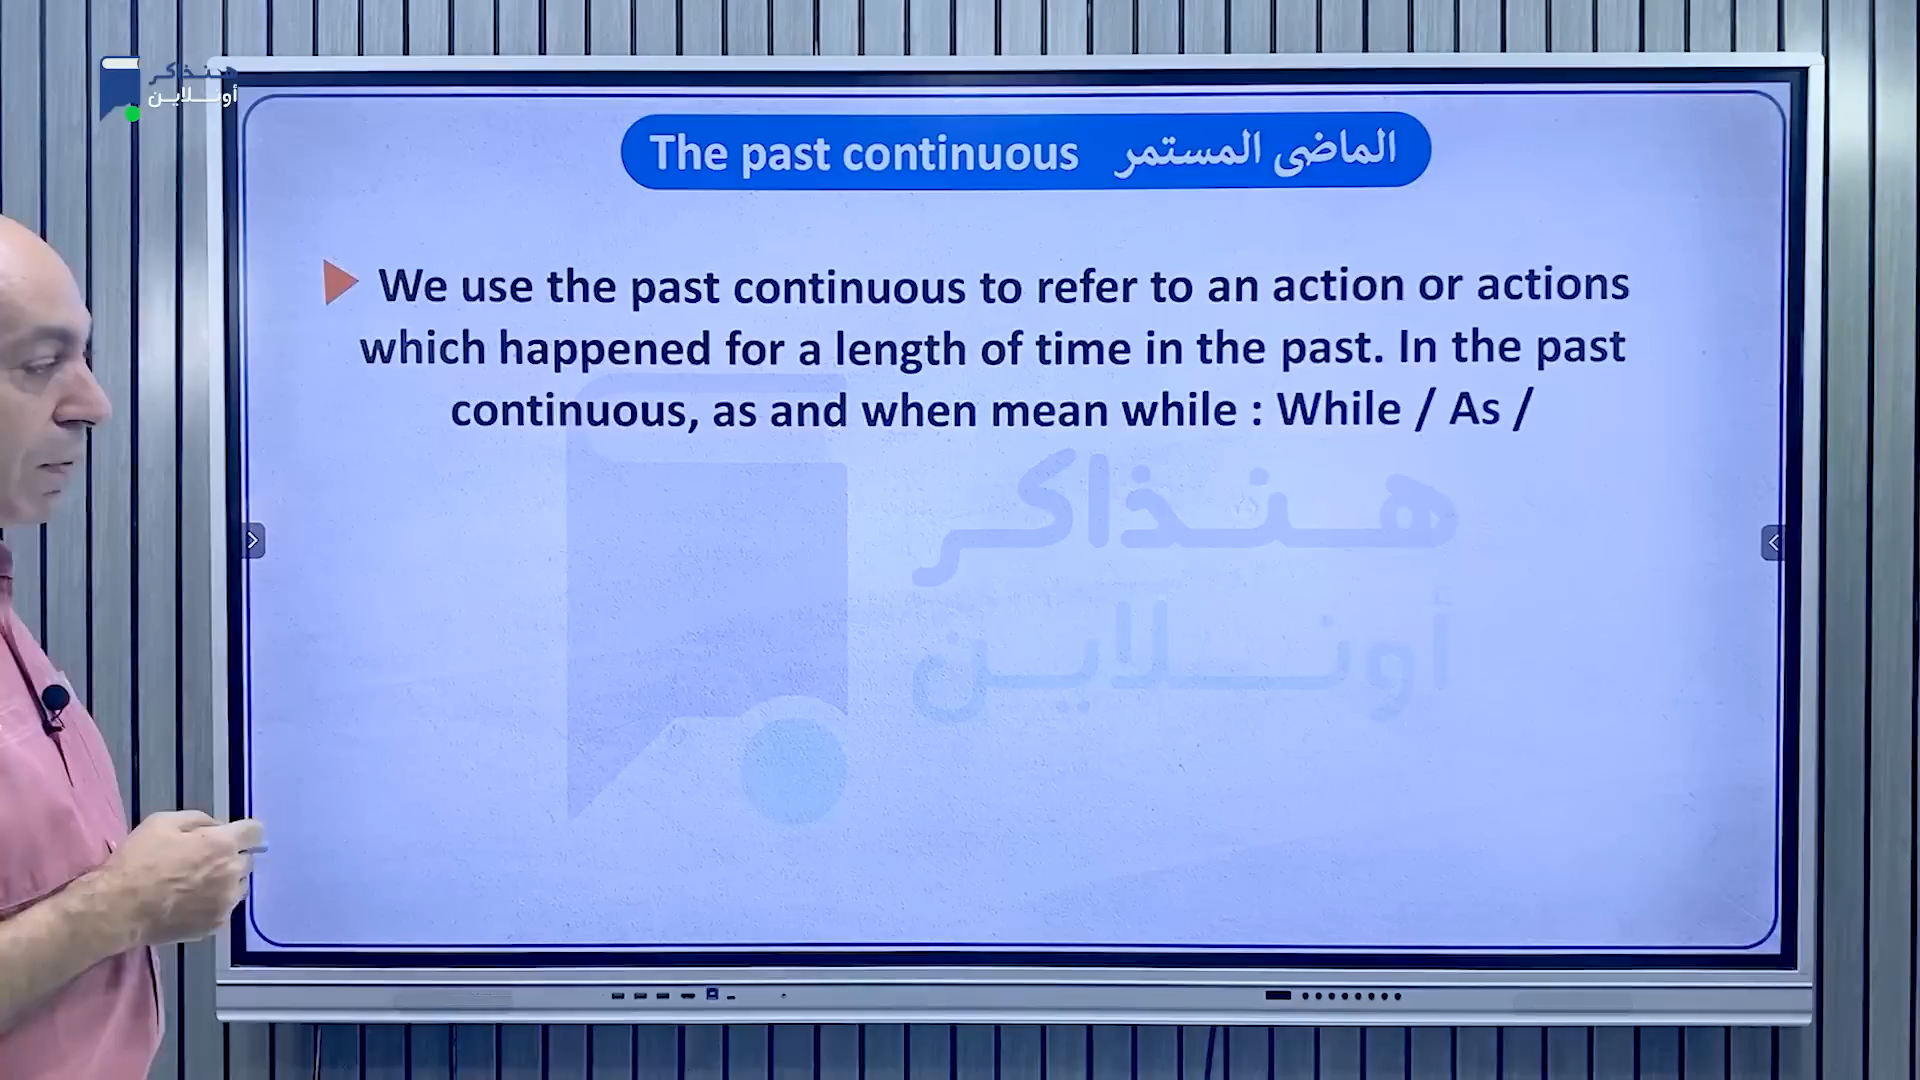 هنذاكر
أونلاين
The past continuous الماضى المستمر
We use the past continuous to refer to an action or actions
which happened for a length of time in the past. In the past
continuous, as and when mean while : While / As /
هنذاكر
أونلاين